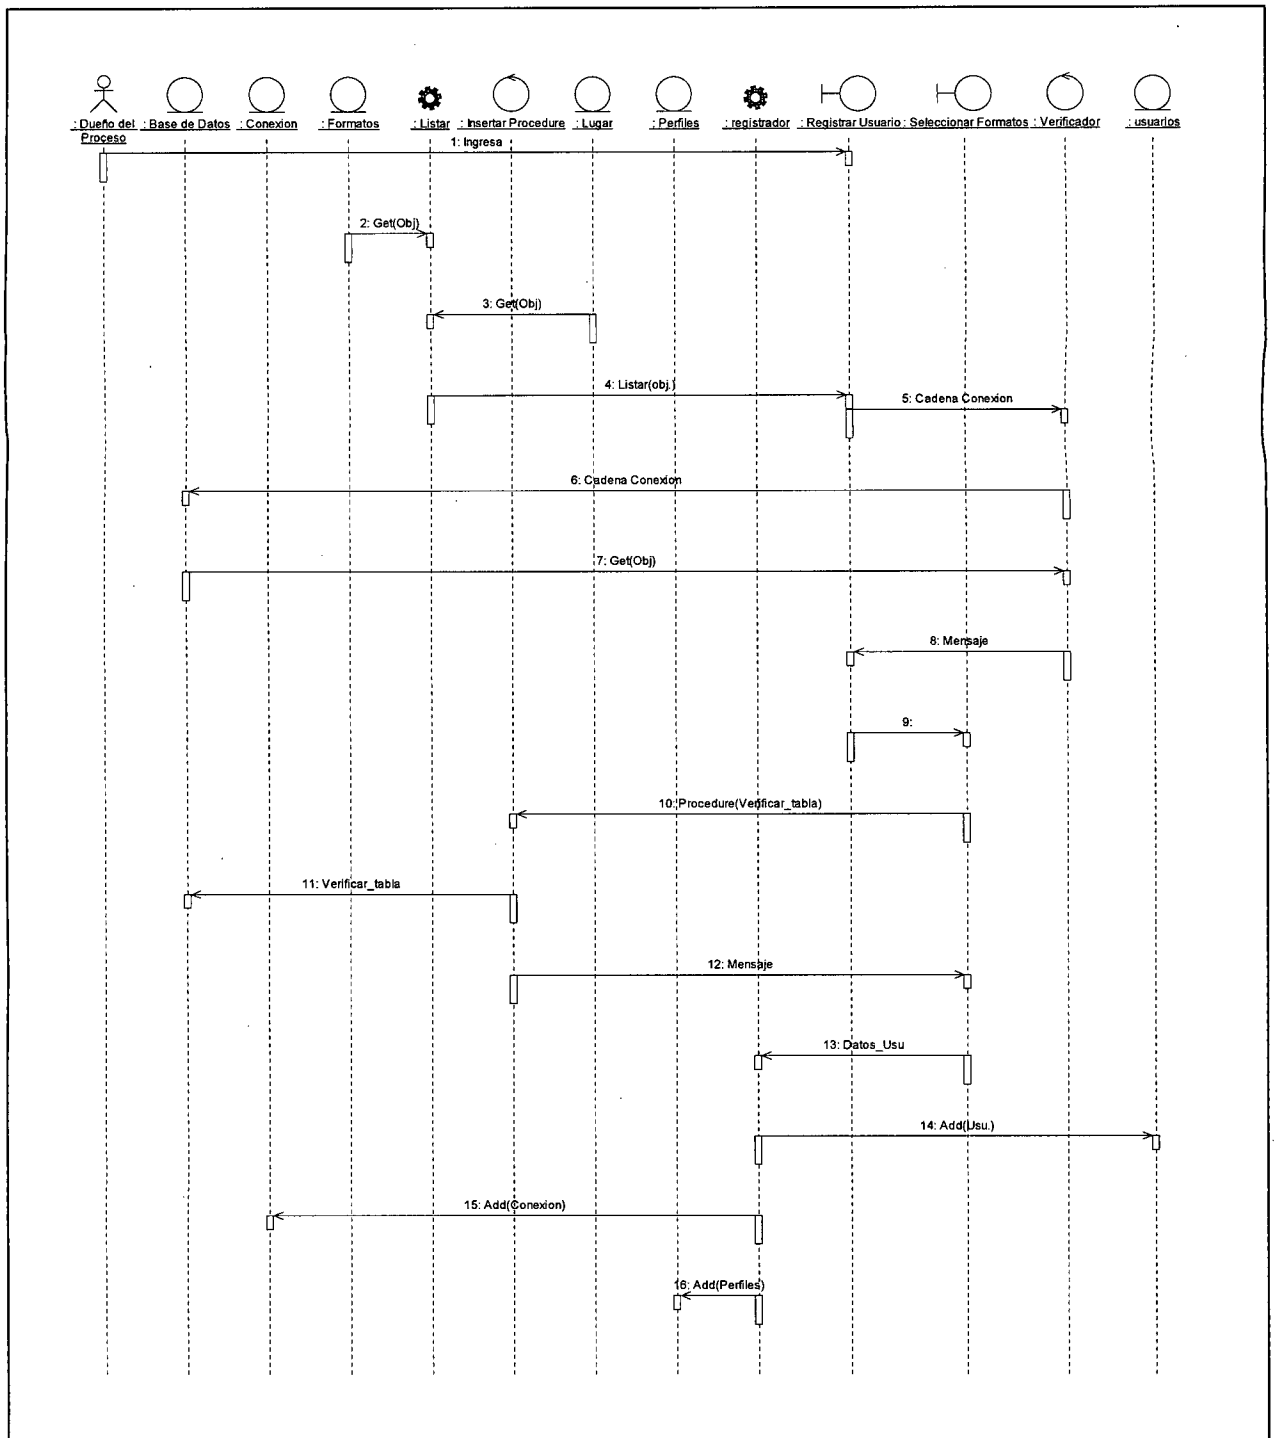 : Dueño del
Proceso
: Base de Datos
: Conexion
: Formatos
: Listar
: Insertar Procedure
: Lugar
: Perfiles
: registrador
: Registrar Usuario
: Seleccionar Formatos
: Verificador
: usuarios
1: Ingresa
2: Get(Obj)
3: Get(Obj)
4: Listar(obj.)
5: Cadena Conexion
6: Cadena Conexion
7: Get(Obj)
8: Mensaje
9:
10: Procedure(Verificar_tabla)
11: Verificar_tabla
12: Mensaje
13: Datos_Usu
14: Add(Usu.)
15: Add(Conexion)
16: Add(Perfiles)